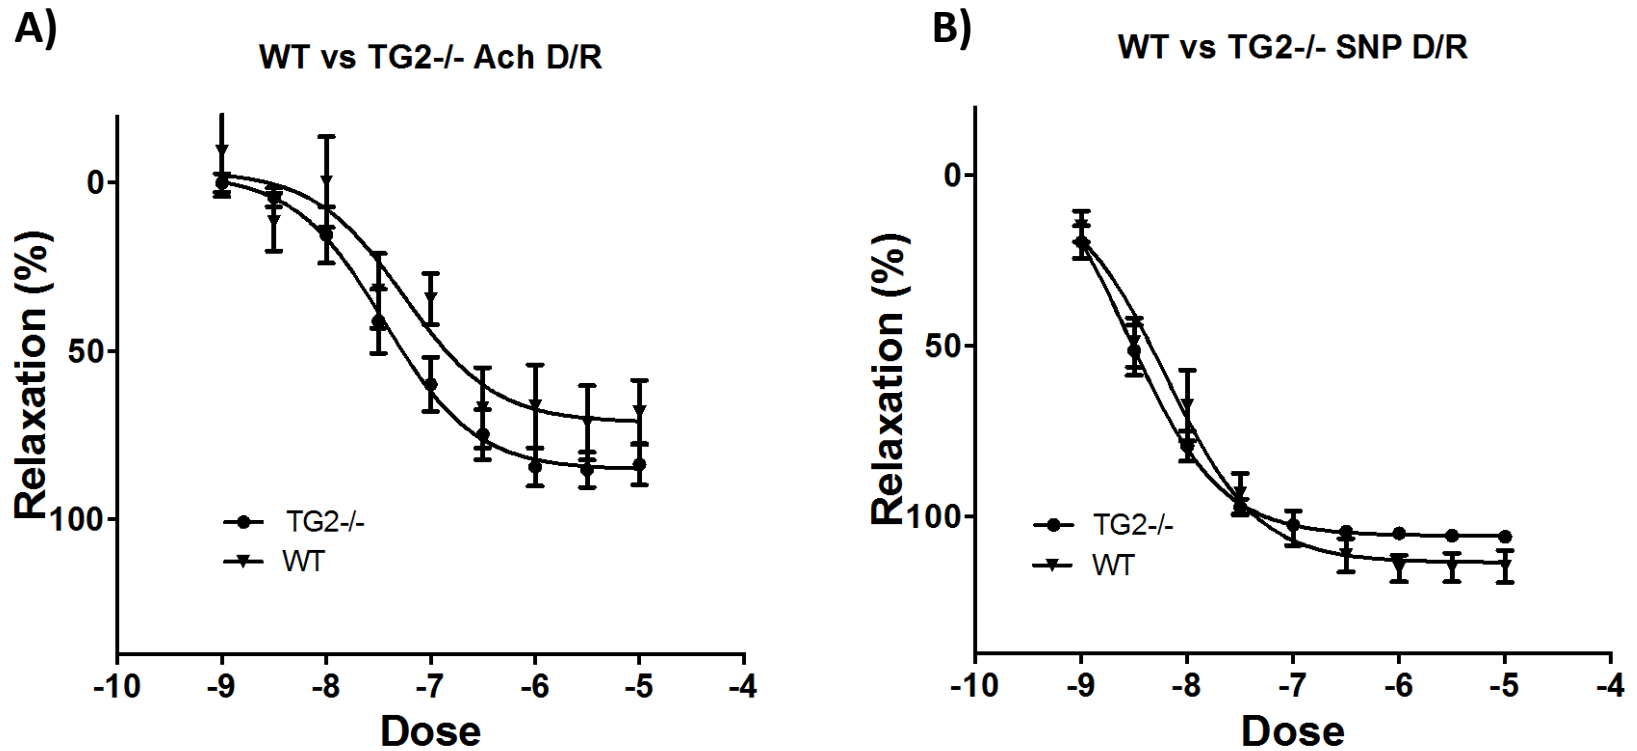 A)
WT vs TG2-/- Ach D/R
Relaxation (%)
0
50
100
TG2-/-
WT
-10 -9 -8 -7 -6 -5 -4
Dose
B)
WT vs TG2-/- SNP D/R
Relaxation (%)
0
50
100
TG2-/-
WT
-10 -9 -8 -7 -6 -5 -4
Dose